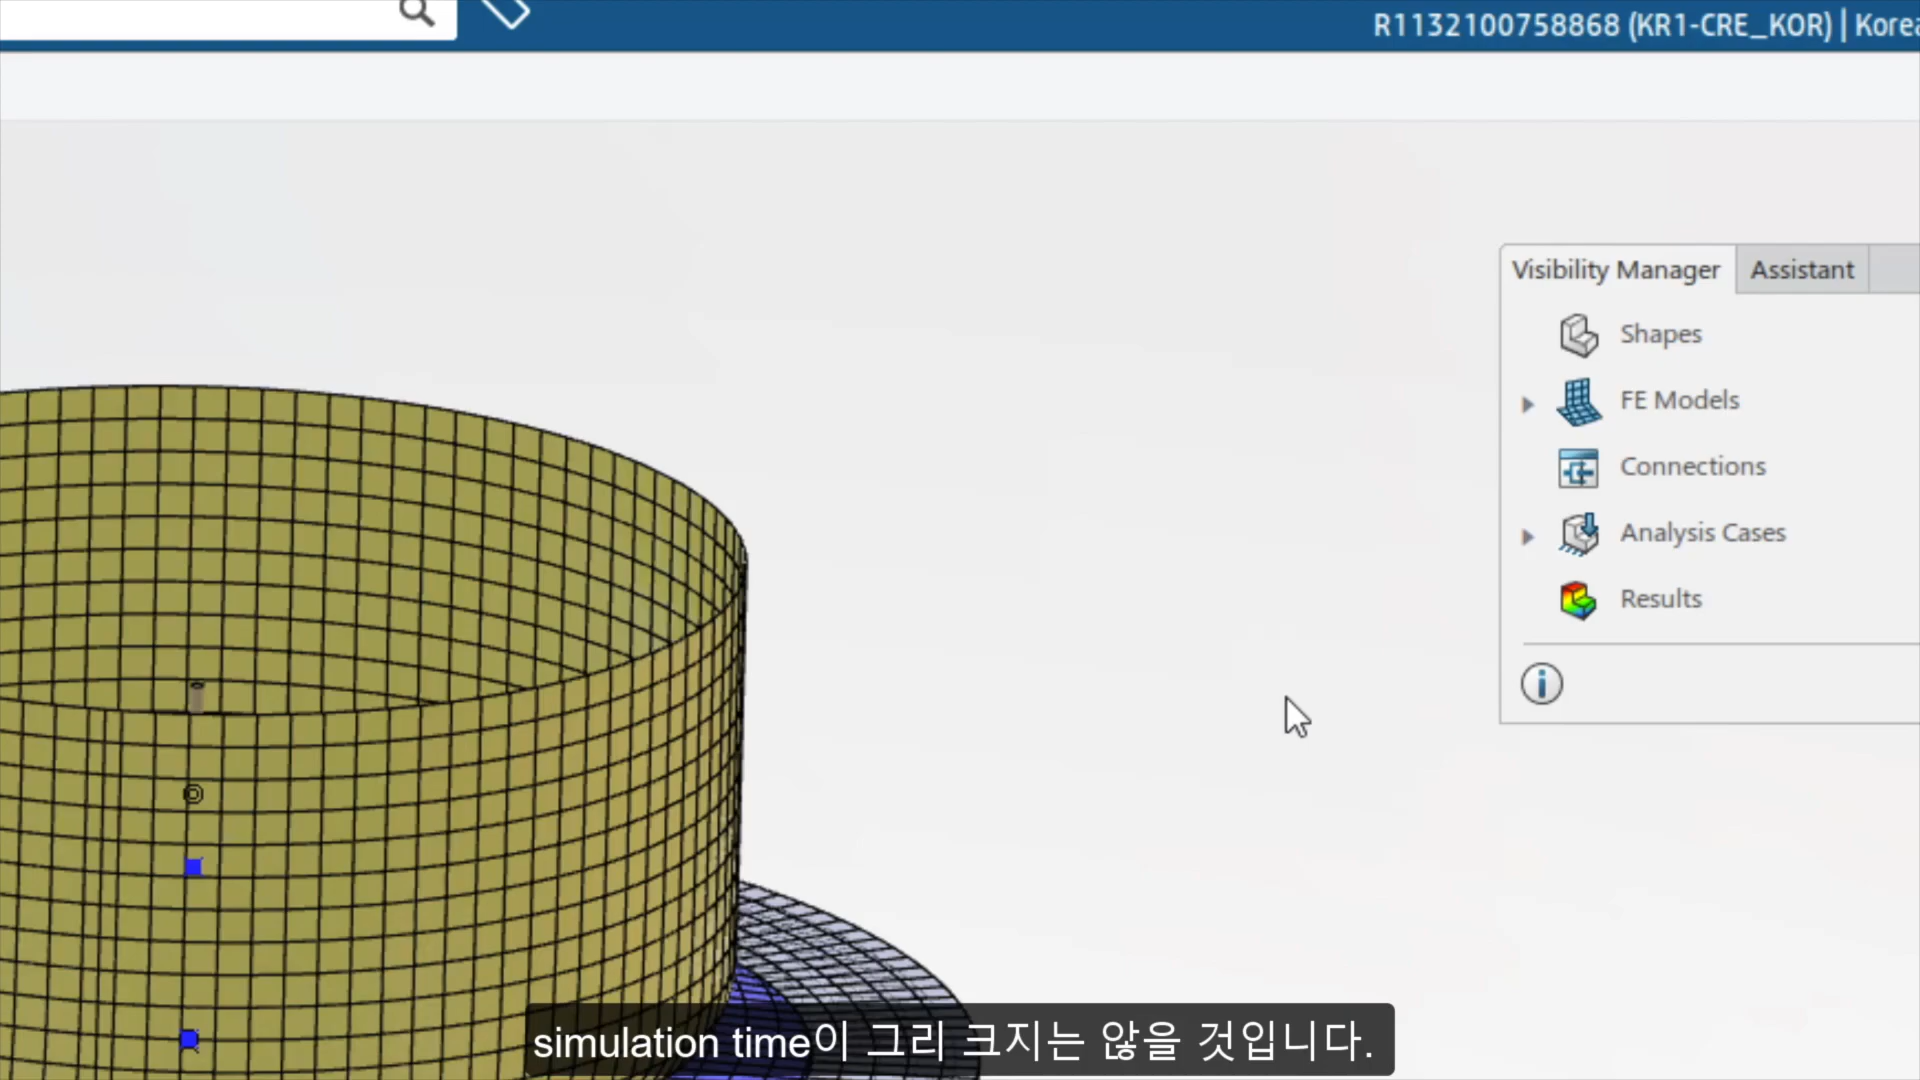 R1132100758868 (KR1-CRE_KOR) | Korea
Visibility Manager
Assistant
Shapes
FE Models
Connections
Analysis Cases
Results
simulation time이 그리 크지는 않을 것입니다.